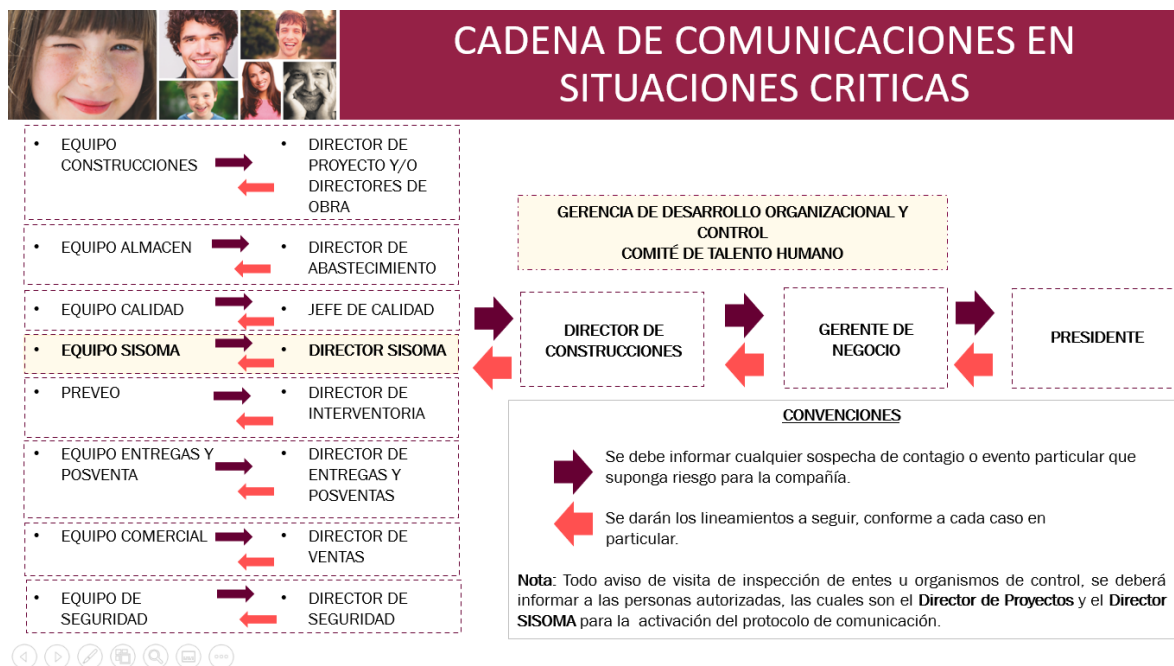 CADENA DE COMUNICACIONES EN
SITUACIONES CRITICAS
• EQUIPO
CONSTRUCCIONES
• DIRECTOR DE
PROYECTO Y/O
DIRECTORES DE
OBRA
• EQUIPO ALMACEN
• DIRECTOR DE
ABASTECIMIENTO
• EQUIPO CALIDAD
• JEFE DE CALIDAD
• EQUIPO SISOMA
• DIRECTOR SISOMA
• PREVEO
• DIRECTOR DE
INTERVENTORIA
• EQUIPO ENTREGAS Y
POSVENTA
• DIRECTOR DE
ENTREGAS Y
POSVENTAS
• EQUIPO COMERCIAL
• DIRECTOR DE
VENTAS
• EQUIPO DE
SEGURIDAD
• DIRECTOR DE
SEGURIDAD
GERENCIA DE DESARROLLO ORGANIZACIONAL Y
CONTROL
COMITÉ DE TALENTO HUMANO
DIRECTOR DE
CONSTRUCCIONES
GERENTE DE
NEGOCIO
PRESIDENTE
CONVENCIONES
Se debe informar cualquier sospecha de contagio o evento particular que
suponga riesgo para la compañía.
Se darán los lineamientos a seguir, conforme a cada caso en
particular.
Nota: Todo aviso de visita de inspección de entes u organismos de control, se deberá
informar a las personas autorizadas, las cuales son el Director de Proyectos y el Director
SISOMA para la activación del protocolo de comunicación.